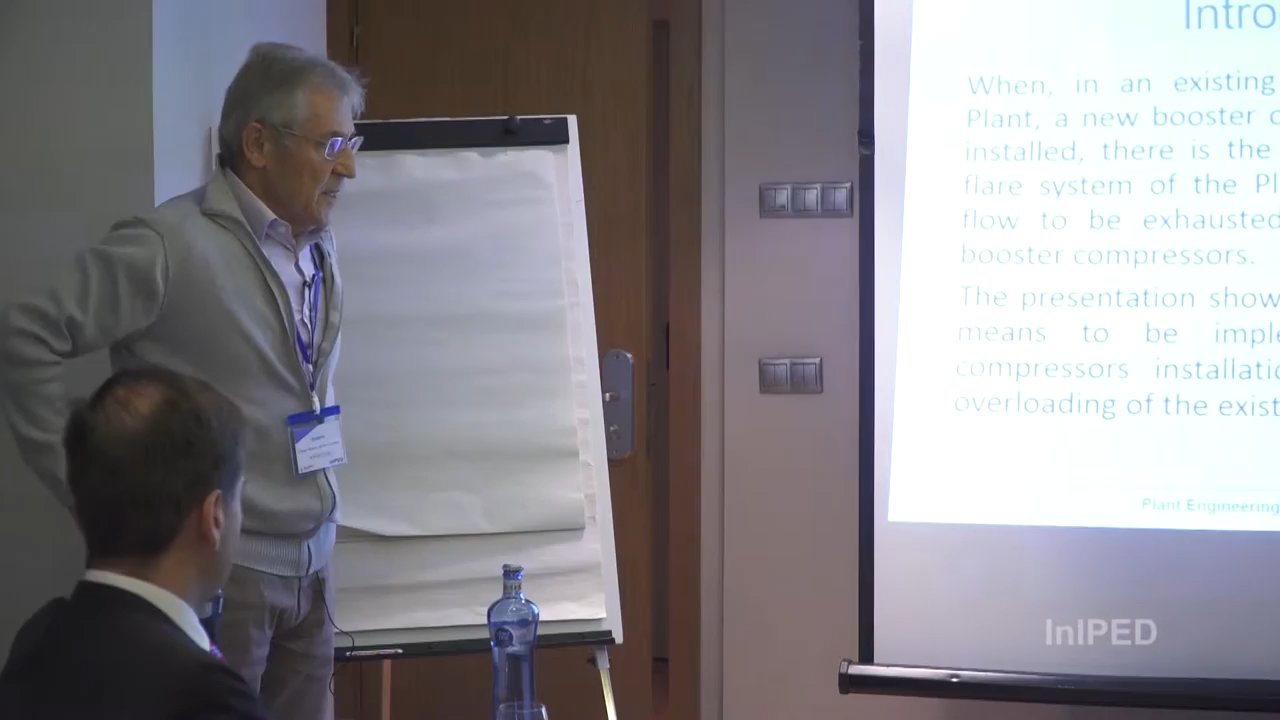 Intro
When, in an existing
Plant, a new booster c
installed, there is the
flare system of the Pl
flow to be exhausted
booster compressors.
The presentation show
means to be imple
compressors installatio
overloading of the exist
Plant Engineering
InIPED